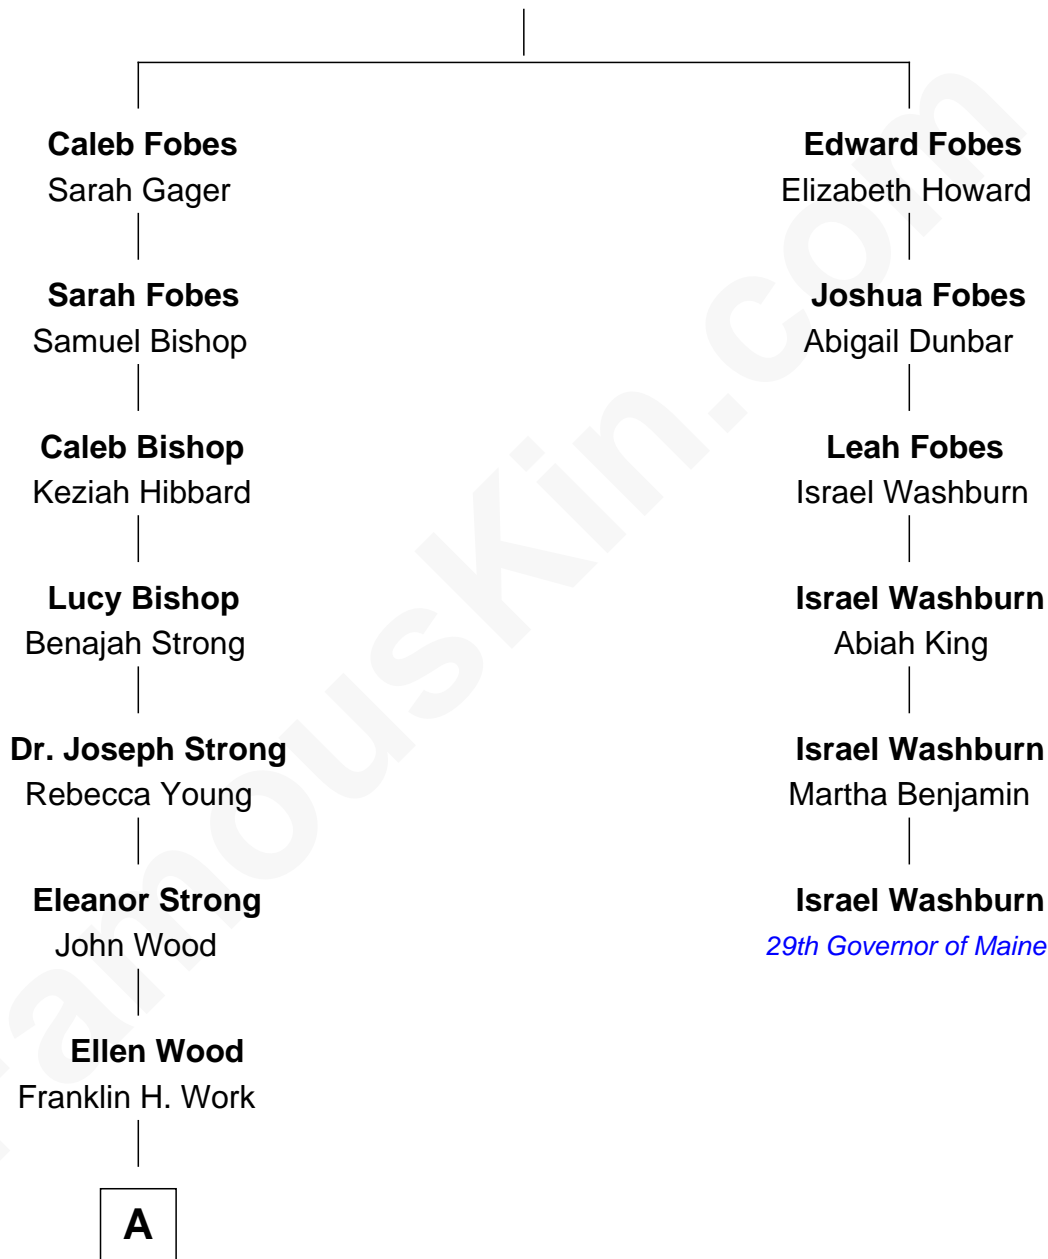 Caleb Fobes
Sarah Gager
Sarah Fobes
Samuel Bishop
Caleb Bishop
Keziah Hibbard
Lucy Bishop
Benajah Strong
Dr. Joseph Strong
Rebecca Young
Eleanor Strong
John Wood
Ellen Wood
Franklin H. Work
A
Edward Fobes
Elizabeth Howard
Joshua Fobes
Abigail Dunbar
Leah Fobes
Israel Washburn
Israel Washburn
Abiah King
Israel Washburn
Martha Benjamin
Israel Washburn
29th Governor of Maine
FamousKin.com